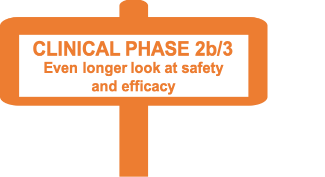 CLINICAL PHASE 2b/3
Even longer look at safety
and efficacy